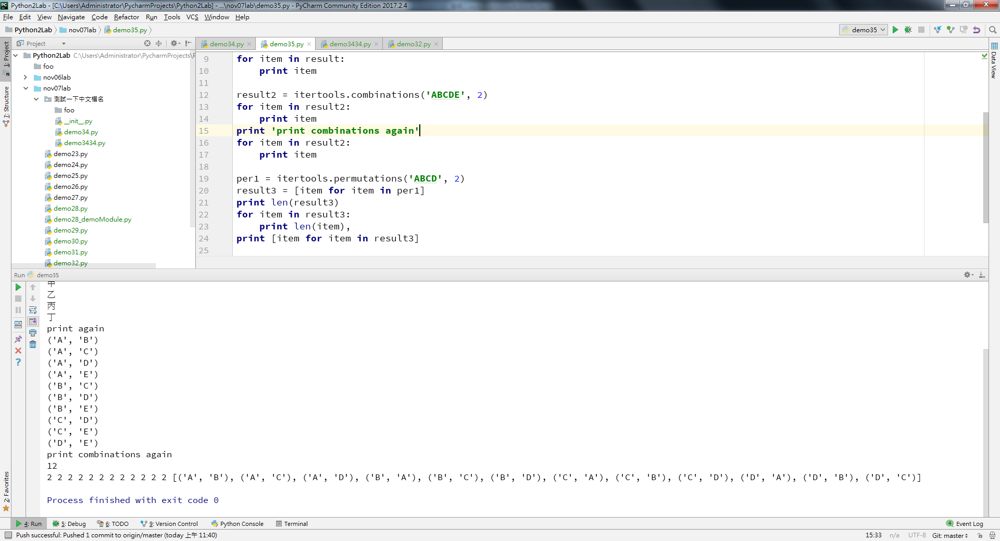 Python2Lab - [C:\Users\Administrator\PycharmProjects\Python2Lab] - ...\nov07lab\demo35.py - PyCharm Community Edition 2017.2.4
File Edit View Navigate Code Refactor Run Tools VCS Window Help
Python2Lab nov07lab demo35.py demo35
Project
demo34.py demo35.py demo3434.py demo32.py
1: Project
7: Structure
2: Favorites
Data View
Python2Lab C:\Users\Administrator\PycharmProjects\P
foo
nov06lab
nov07lab
測試一下中文檔名
foo
__init__.py
demo34.py
demo3434.py
demo23.py
demo24.py
demo25.py
demo26.py
demo27.py
demo28.py
demo28_demoModule.py
demo29.py
demo30.py
demo31.py
demo32.py
9 for item in result:
10 print item
11
12 result2 = itertools.combinations('ABCDE', 2)
13 for item in result2:
14 print item
15 print 'print combinations again'
16 for item in result2:
17 print item
18
19 per1 = itertools.permutations('ABCD', 2)
20 result3 = [item for item in per1]
21 print len(result3)
22 for item in result3:
23 print len(item),
24 print [item for item in result3]
25
Run demo35
甲
乙
丙
丁
print again
('A', 'B')
('A', 'C')
('A', 'D')
('A', 'E')
('B', 'C')
('B', 'D')
('B', 'E')
('C', 'D')
('C', 'E')
('D', 'E')
print combinations again
12
2 2 2 2 2 2 2 2 2 2 2 2 [('A', 'B'), ('A', 'C'), ('A', 'D'), ('B', 'A'), ('B', 'C'), ('B', 'D'), ('C', 'A'), ('C', 'B'), ('C', 'D'), ('D', 'A'), ('D', 'B'), ('D', 'C')]
Process finished with exit code 0
4: Run 5: Debug 6: TODO 9: Version Control Python Console Terminal 4 Event Log
Push successful: Pushed 1 commit to origin/master (today 上午 11:40) 15:33 n/a UTF-8 Git: master